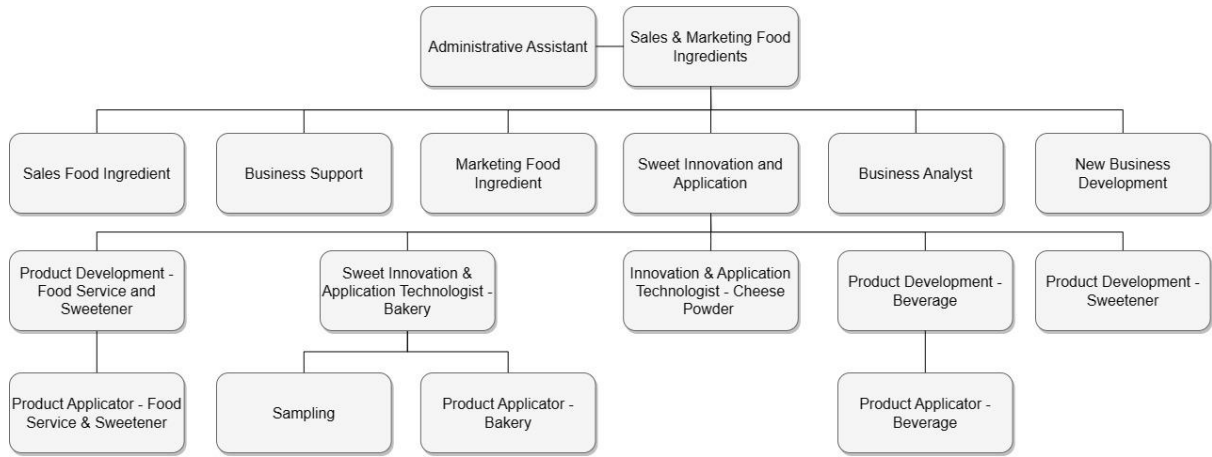 Administrative Assistant
Sales & Marketing Food
Ingredients
Sales Food Ingredient
Business Support
Marketing Food
Ingredient
Sweet Innovation and
Application
Business Analyst
New Business
Development
Product Development -
Food Service and
Sweetener
Sweet Innovation &
Application Technologist -
Bakery
Innovation & Application
Technologist - Cheese
Powder
Product Development -
Beverage
Product Development -
Sweetener
Product Applicator - Food
Service & Sweetener
Sampling
Product Applicator -
Bakery
Product Applicator -
Beverage